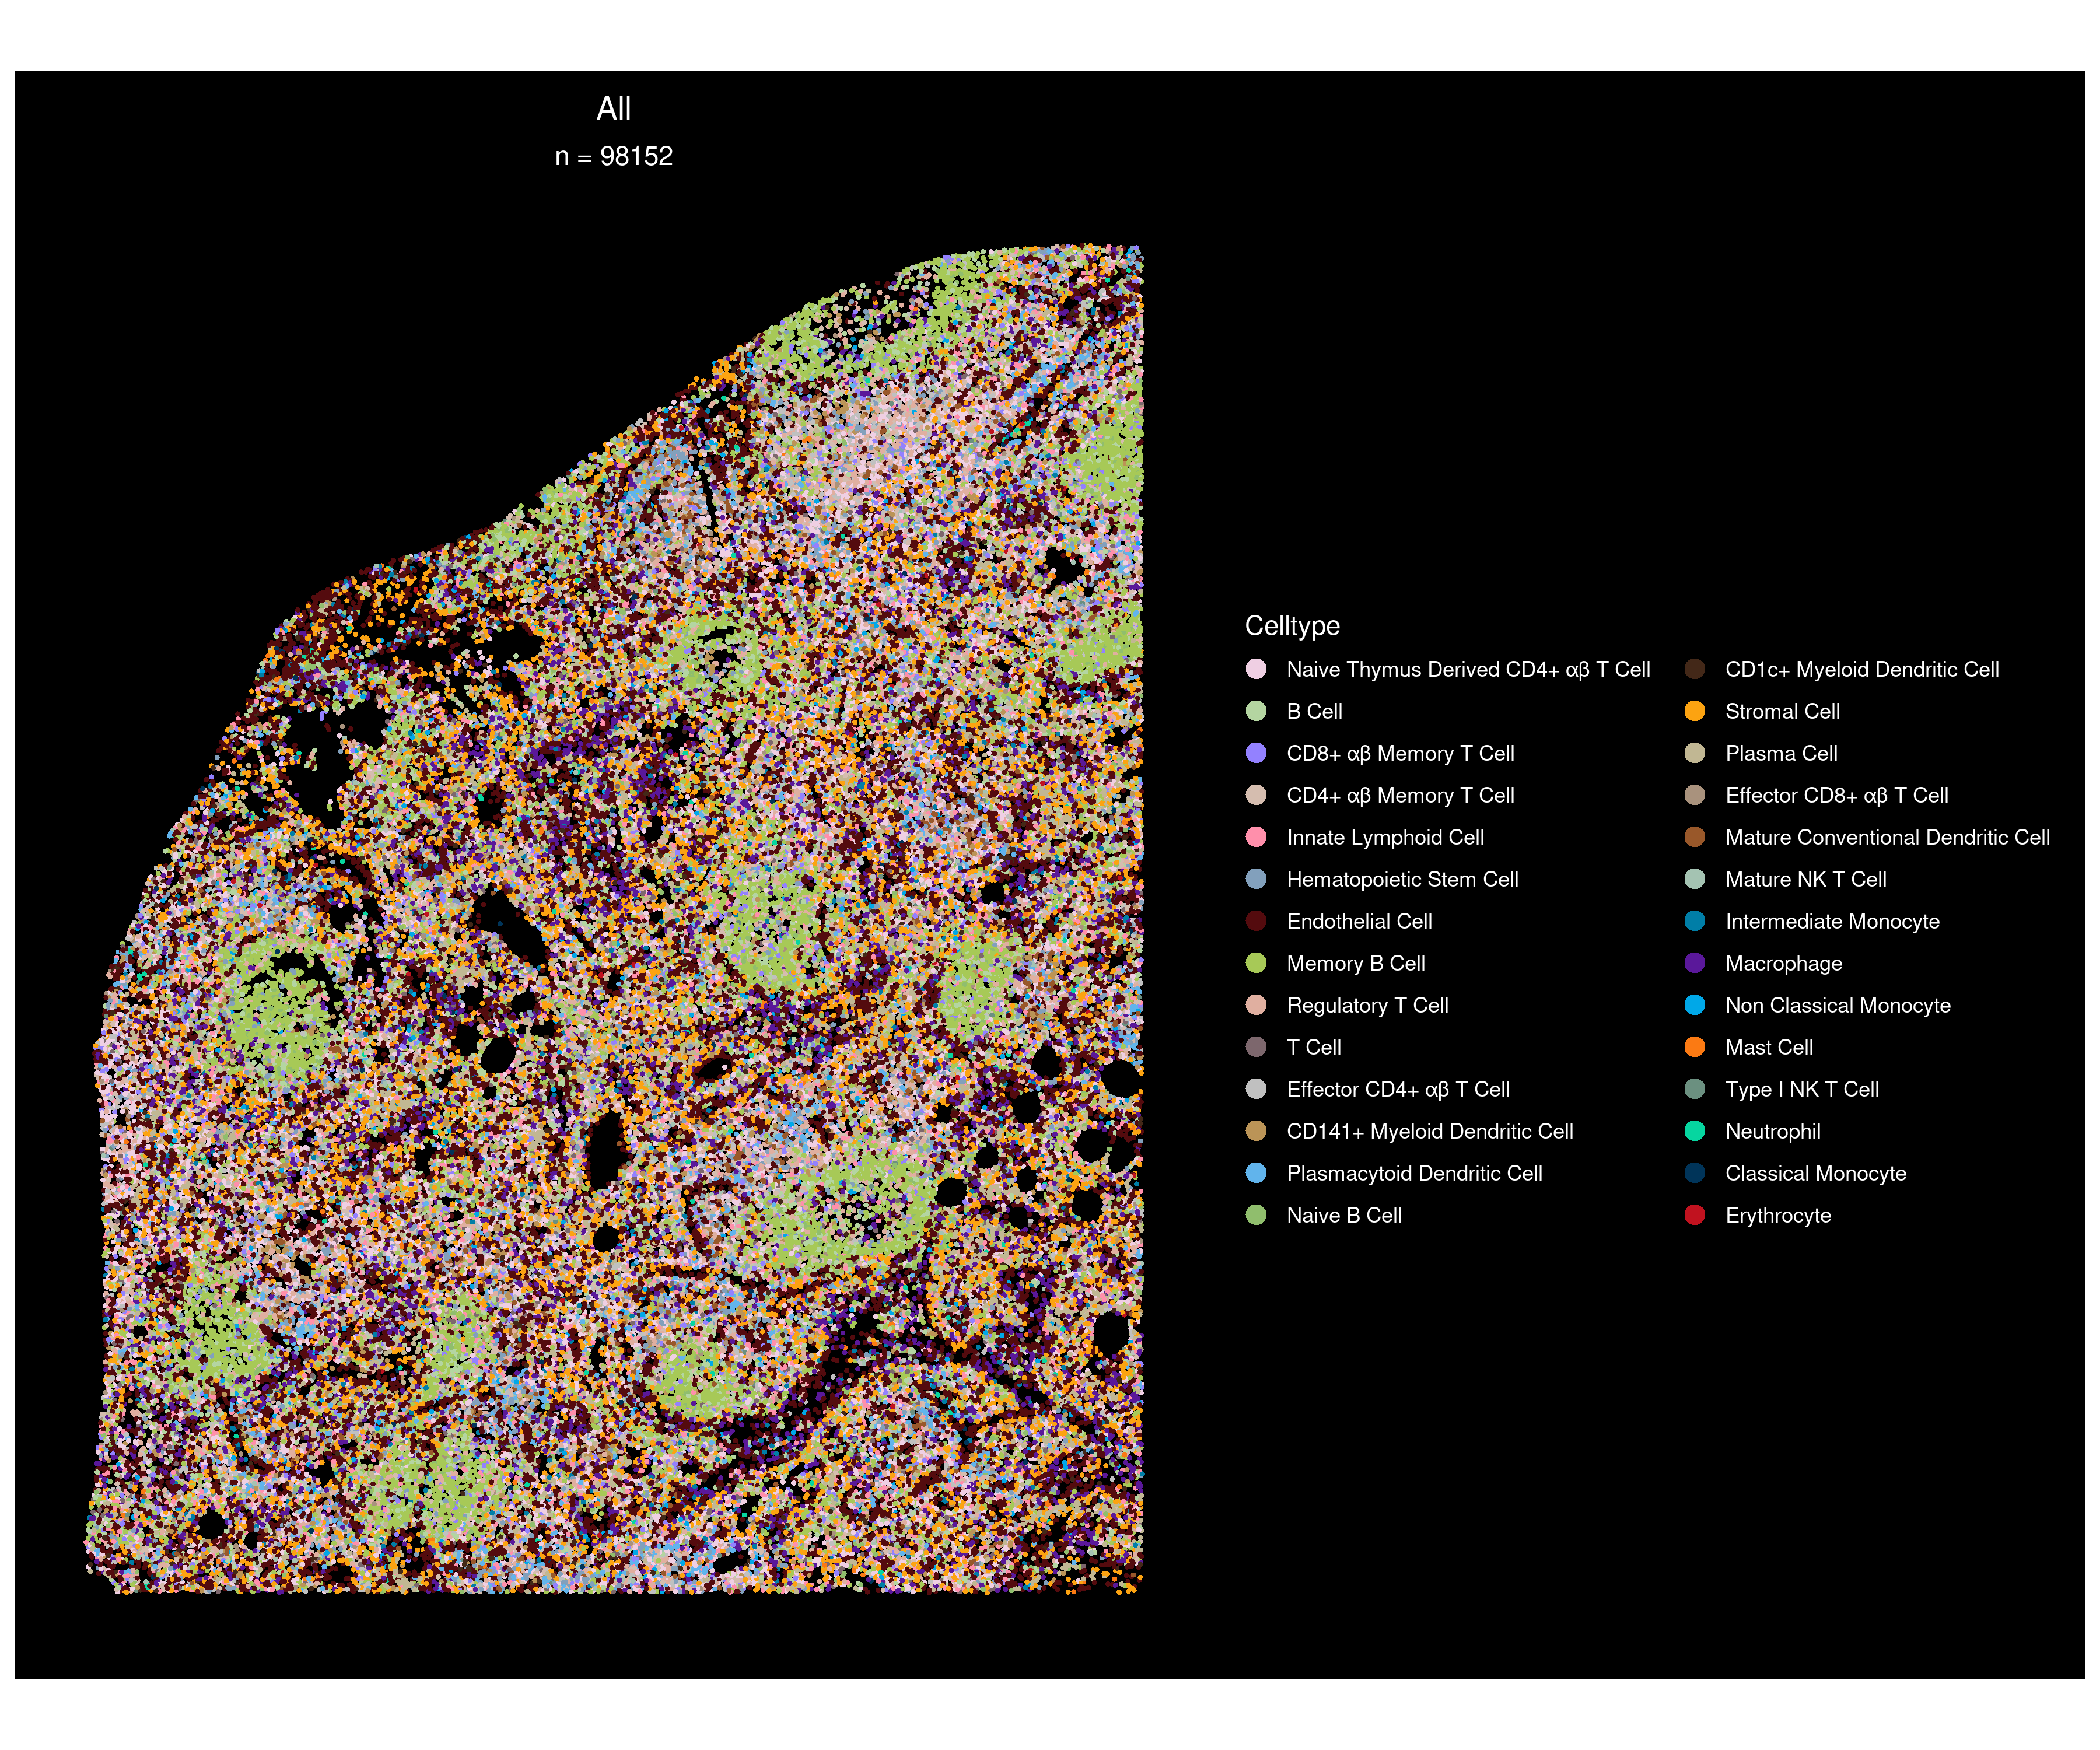 All
n = 98152
Celltype
Naive Thymus Derived CD4+ αβ T Cell
B Cell
CD8+ αβ Memory T Cell
CD4+ αβ Memory T Cell
Innate Lymphoid Cell
Hematopoietic Stem Cell
Endothelial Cell
Memory B Cell
Regulatory T Cell
T Cell
Effector CD4+ αβ T Cell
CD141+ Myeloid Dendritic Cell
Plasmacytoid Dendritic Cell
Naive B Cell
CD1c+ Myeloid Dendritic Cell
Stromal Cell
Plasma Cell
Effector CD8+ αβ T Cell
Mature Conventional Dendritic Cell
Mature NK T Cell
Intermediate Monocyte
Macrophage
Non Classical Monocyte
Mast Cell
Type I NK T Cell
Neutrophil
Classical Monocyte
Erythrocyte